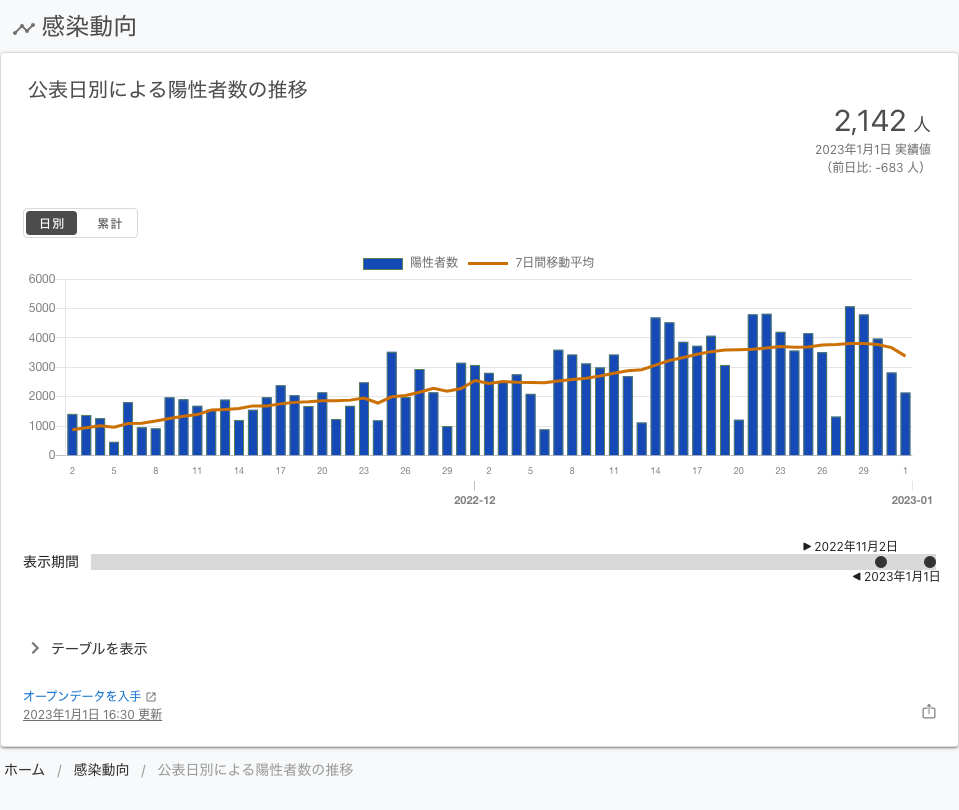 感染動向
公表日別による陽性者数の推移
2,142 人
2023年1月1日 実績値
（前日比: -683 人）
日別 累計
陽性者数 7日間移動平均
6000
5000
4000
3000
2000
1000
0
2 5 8 11 14 17 20 23 26 29 2 5 8 11 14 17 20 23 26 29 1
2022-12 2023-01
2022年11月2日
表示期間
2023年1月1日
テーブルを表示
オープンデータを入手
2023年1月1日 16:30 更新
ホーム / 感染動向 / 公表日別による陽性者数の推移